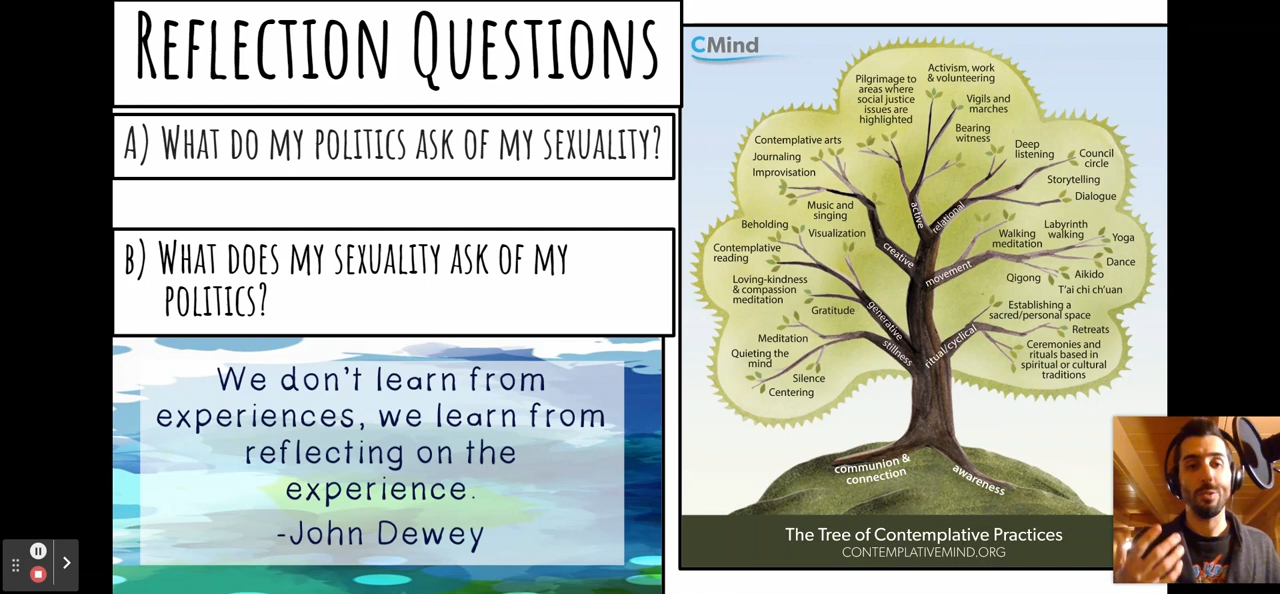 REFLECTION QUESTIONS
A) WHAT DO MY POLITICS ASK OF MY SEXUALITY?
B) WHAT DOES MY SEXUALITY ASK OF MY
POLITICS?
We don't learn from
experiences, we learn from
reflecting on the
experience.
-John Dewey
CMind
Activism, work
& volunteering
Pilgrimage to
areas where
social justice
issues are
highlighted
Vigils and
marches
Bearing
witness
Contemplative arts
Journaling
Improvisation
Deep
listening
Council
circle
Storytelling
Dialogue
active
relational
Music and
singing
Visualization
creative
Beholding
Contemplative
reading
Loving-kindness
& compassion
meditation
Gratitude
generative
Walking
meditation
Labyrinth
walking
Yoga
Dance
Aikido
Qigong
T'ai chi ch'uan
movement
Establishing a
sacred/personal space
Retreats
Ceremonies and
rituals based in
spiritual or cultural
traditions
ritual/cyclical
Meditation
Quieting the
mind
Silence
Centering
stillness
communion &
connection
awareness
The Tree of Contemplative Practices
CONTEMPLATIVEMIND.ORG